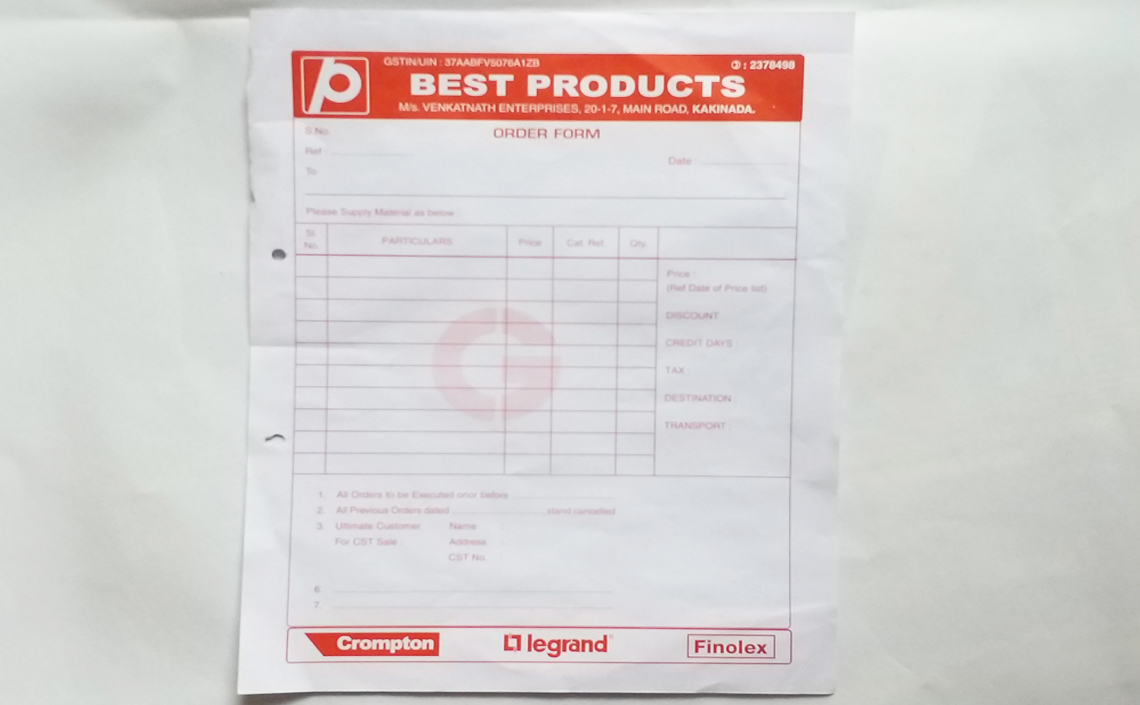 GSTIN/UIN : 37AABFV5076A1ZB
✆ : 2378498
BEST PRODUCTS
M/s. VENKATNATH ENTERPRISES, 20-1-7, MAIN ROAD, KAKINADA.
S.No.
ORDER FORM
Ref :
Date :
To
Please Supply Material as below
Sl. No. PARTICULARS Price Cat. Ref. Qty.
Price :
(Ref Date of Price list)
DISCOUNT
CREDIT DAYS :
TAX :
DESTINATION
TRANSPORT :
G
1. All Orders to be Executed onor before
2. All Previous Orders dated stand cancelled
3. Ultimate Customer Name
For CST Sale : Address
CST No.
6.
7.
Crompton legrand Finolex